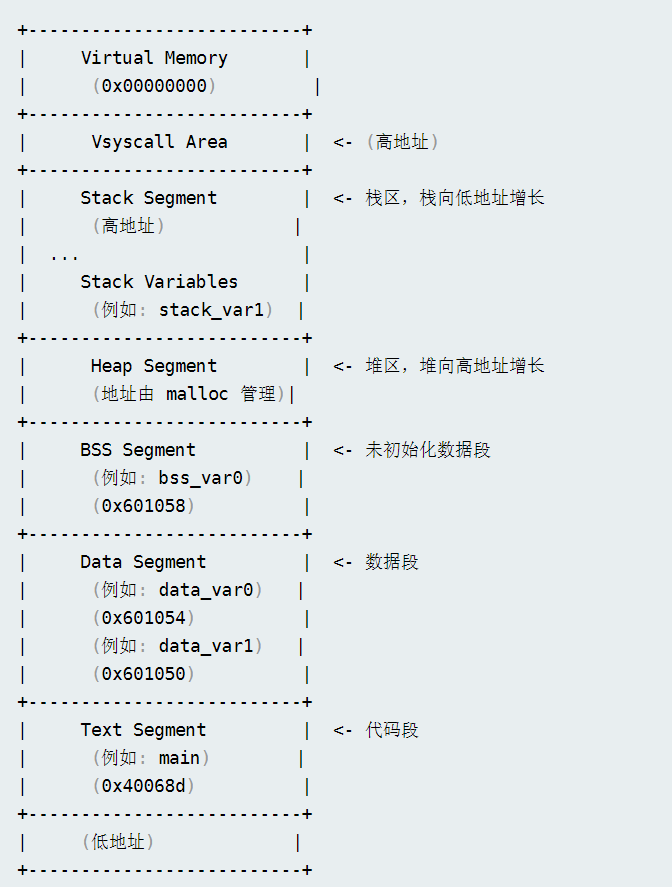 +--------------------------+
|     Virtual Memory       |
|      (0x00000000)         |
+--------------------------+
|      Vsyscall Area       |  <- (高地址)
+--------------------------+
|     Stack Segment        |  <- 栈区，栈向低地址增长
|      (高地址)            |
|  ...                     |
|     Stack Variables      |
|      (例如: stack_var1)  |
+--------------------------+
|      Heap Segment        |  <- 堆区，堆向高地址增长
|      (地址由 malloc 管理)|
+--------------------------+
|     BSS Segment          |  <- 未初始化数据段
|      (例如: bss_var0)    |
|      (0x601058)          |
+--------------------------+
|     Data Segment         |  <- 数据段
|      (例如: data_var0)   |
|      (0x601054)          |
|      (例如: data_var1)   |
|      (0x601050)          |
+--------------------------+
|     Text Segment         |  <- 代码段
|      (例如: main)        |
|      (0x40068d)          |
+--------------------------+
|     (低地址)             |
+--------------------------+